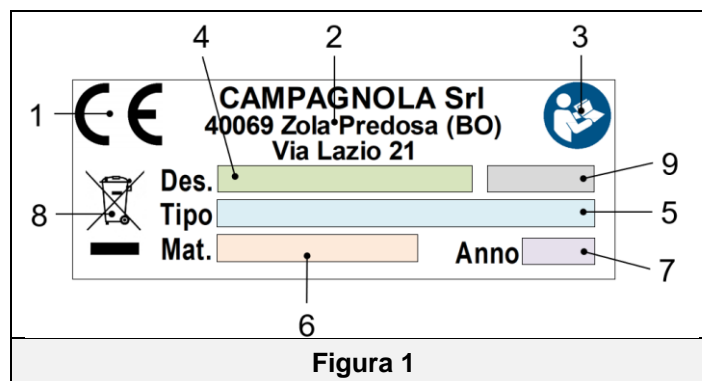 4 2 3
1 CE CAMPAGNOLA Srl
40069 Zola Predosa (BO)
Via Lazio 21
Des. 9
8 Tipo 5
Mat. Anno 7
6
Figura 1